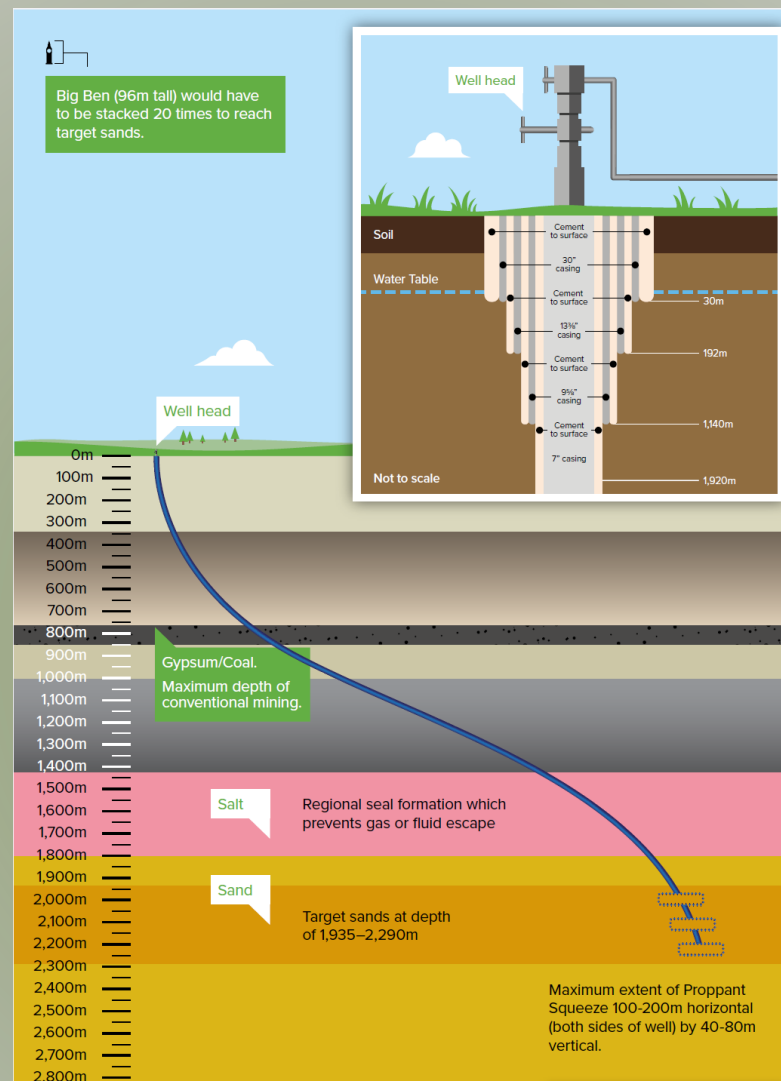 Big Ben (96m tall) would have
to be stacked 20 times to reach
target sands.
Well head
Soil
Water Table
Cement
to surface
30"
casing
Cement
to surface
13⅜"
casing
Cement
to surface
9⅝"
casing
Cement
to surface
7" casing
30m
192m
1,140m
1,920m
Not to scale
Well head
0m
100m
200m
300m
400m
500m
600m
700m
800m
900m
1,000m
1,100m
1,200m
1,300m
1,400m
1,500m
1,600m
1,700m
1,800m
1,900m
2,000m
2,100m
2,200m
2,300m
2,400m
2,500m
2,600m
2,700m
2,800m
Gypsum/Coal.
Maximum depth of
conventional mining.
Salt
Regional seal formation which
prevents gas or fluid escape
Sand
Target sands at depth
of 1,935–2,290m
Maximum extent of Proppant
Squeeze 100-200m horizontal
(both sides of well) by 40-80m
vertical.